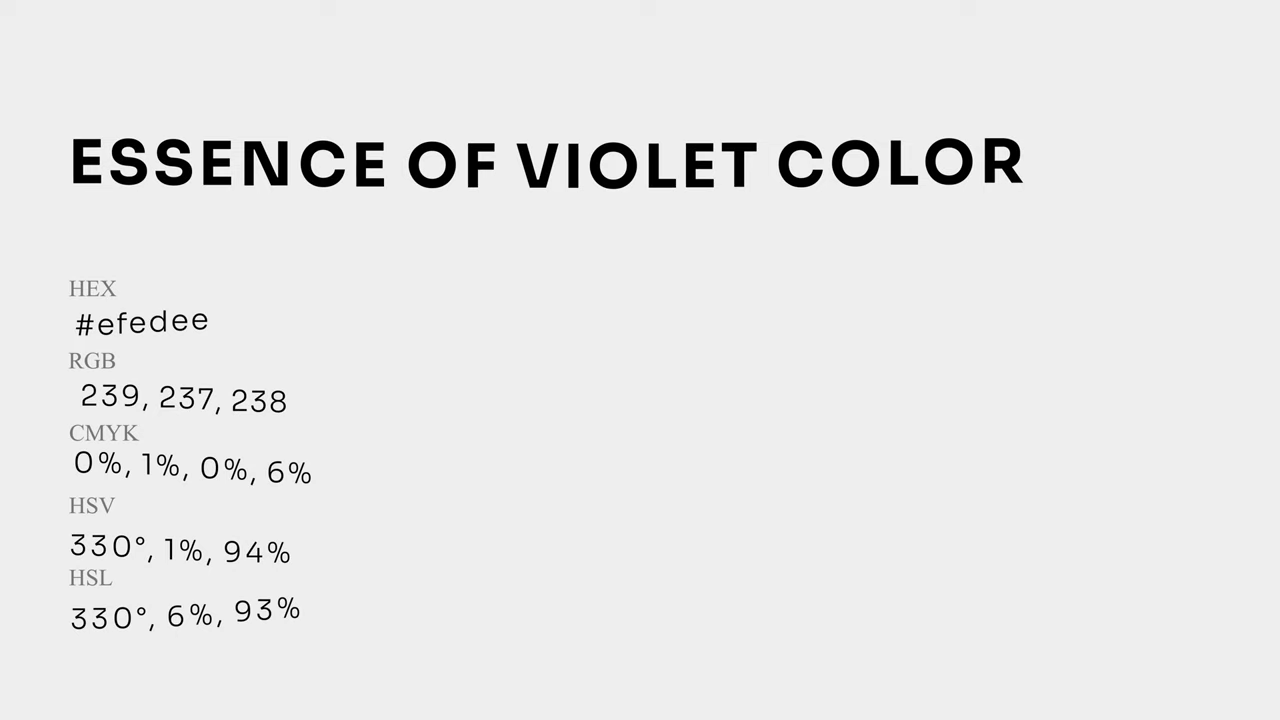 ESSENCE OF VIOLET COLOR
HEX
#efedee
RGB
239, 237, 238
CMYK
0%, 1%, 0%, 6%
HSV
330°, 1%, 94%
HSL
330°, 6%, 93%